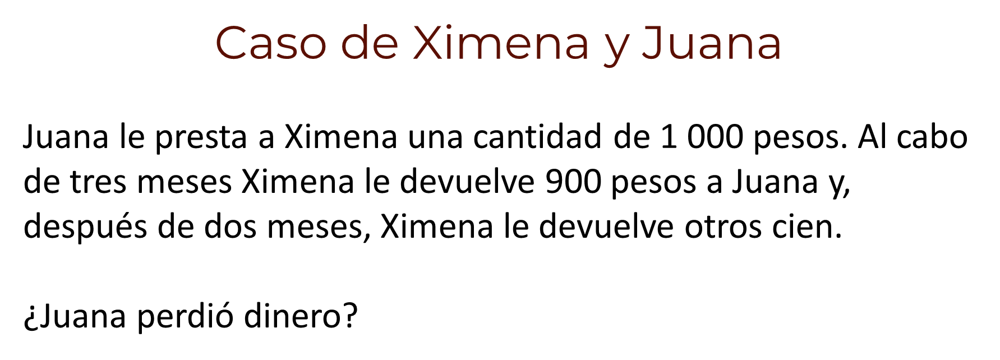 Caso de Ximena y Juana
Juana le presta a Ximena una cantidad de 1 000 pesos. Al cabo
de tres meses Ximena le devuelve 900 pesos a Juana y,
después de dos meses, Ximena le devuelve otros cien.
¿Juana perdió dinero?